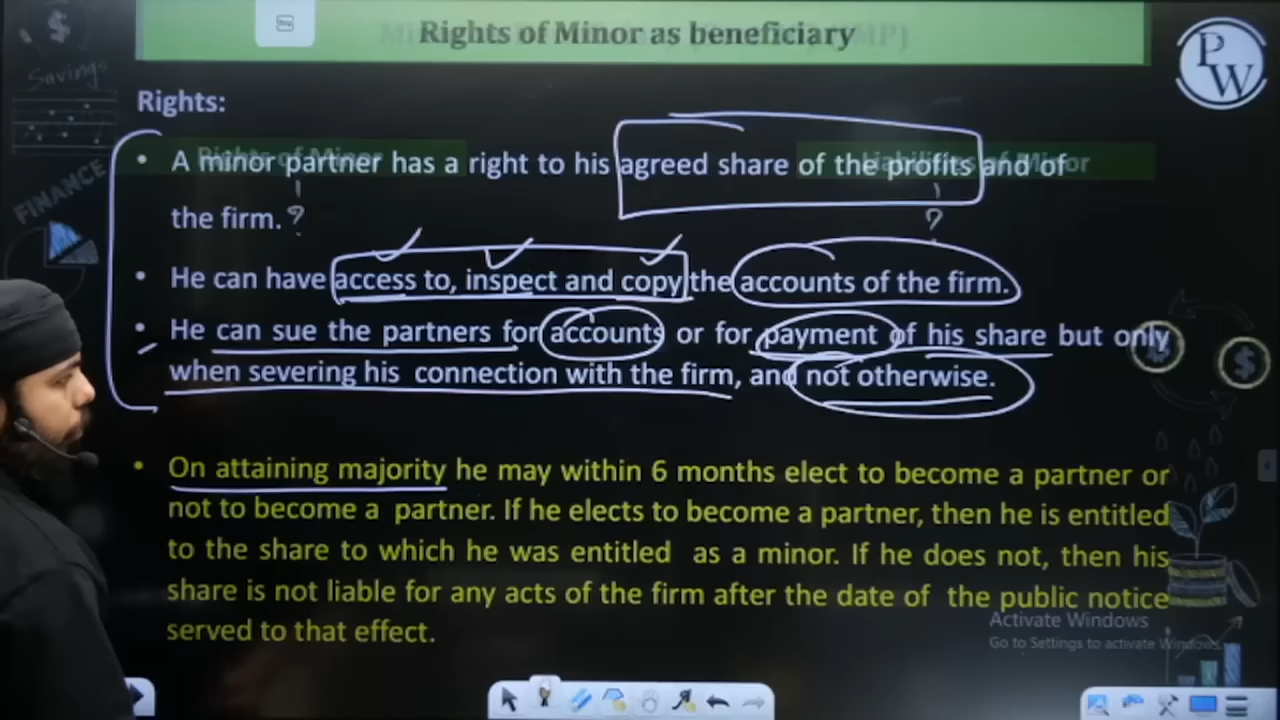 Rights of Minor as beneficiary
P
W
Savings
FINANCE
Rights:
• A minor partner has a right to his agreed share of the profits and of
the firm. ?
?
• He can have access to, inspect and copy the accounts of the firm.
• He can sue the partners for accounts or for payment of his share but only
when severing his connection with the firm, and not otherwise.
• On attaining majority he may within 6 months elect to become a partner or
not to become a partner. If he elects to become a partner, then he is entitled
to the share to which he was entitled as a minor. If he does not, then his
share is not liable for any acts of the firm after the date of the public notice
served to that effect.
Activate Windows
Go to Settings to activate Windows.